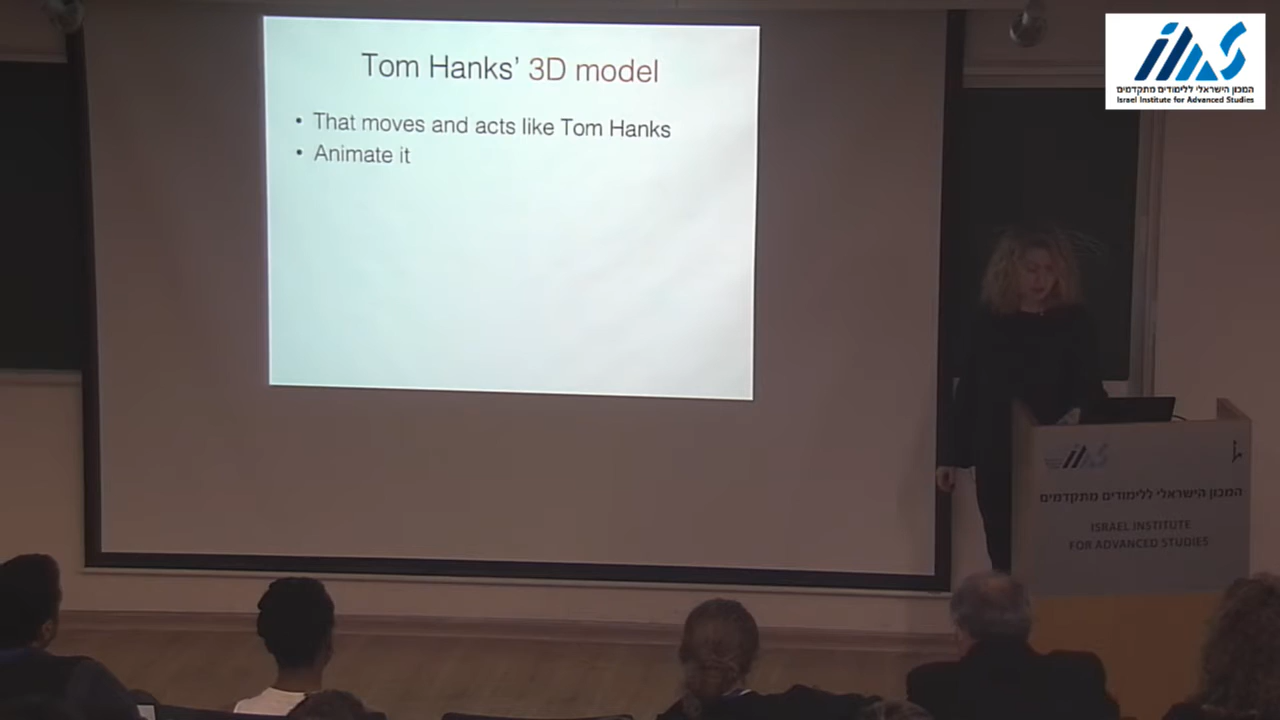 Tom Hanks' 3D model
• That moves and acts like Tom Hanks
• Animate it
המכון הישראלי ללימודים מתקדמים
Israel Institute for Advanced Studies
המכון הישראלי ללימודים מתקדמים
ISRAEL INSTITUTE
FOR ADVANCED STUDIES